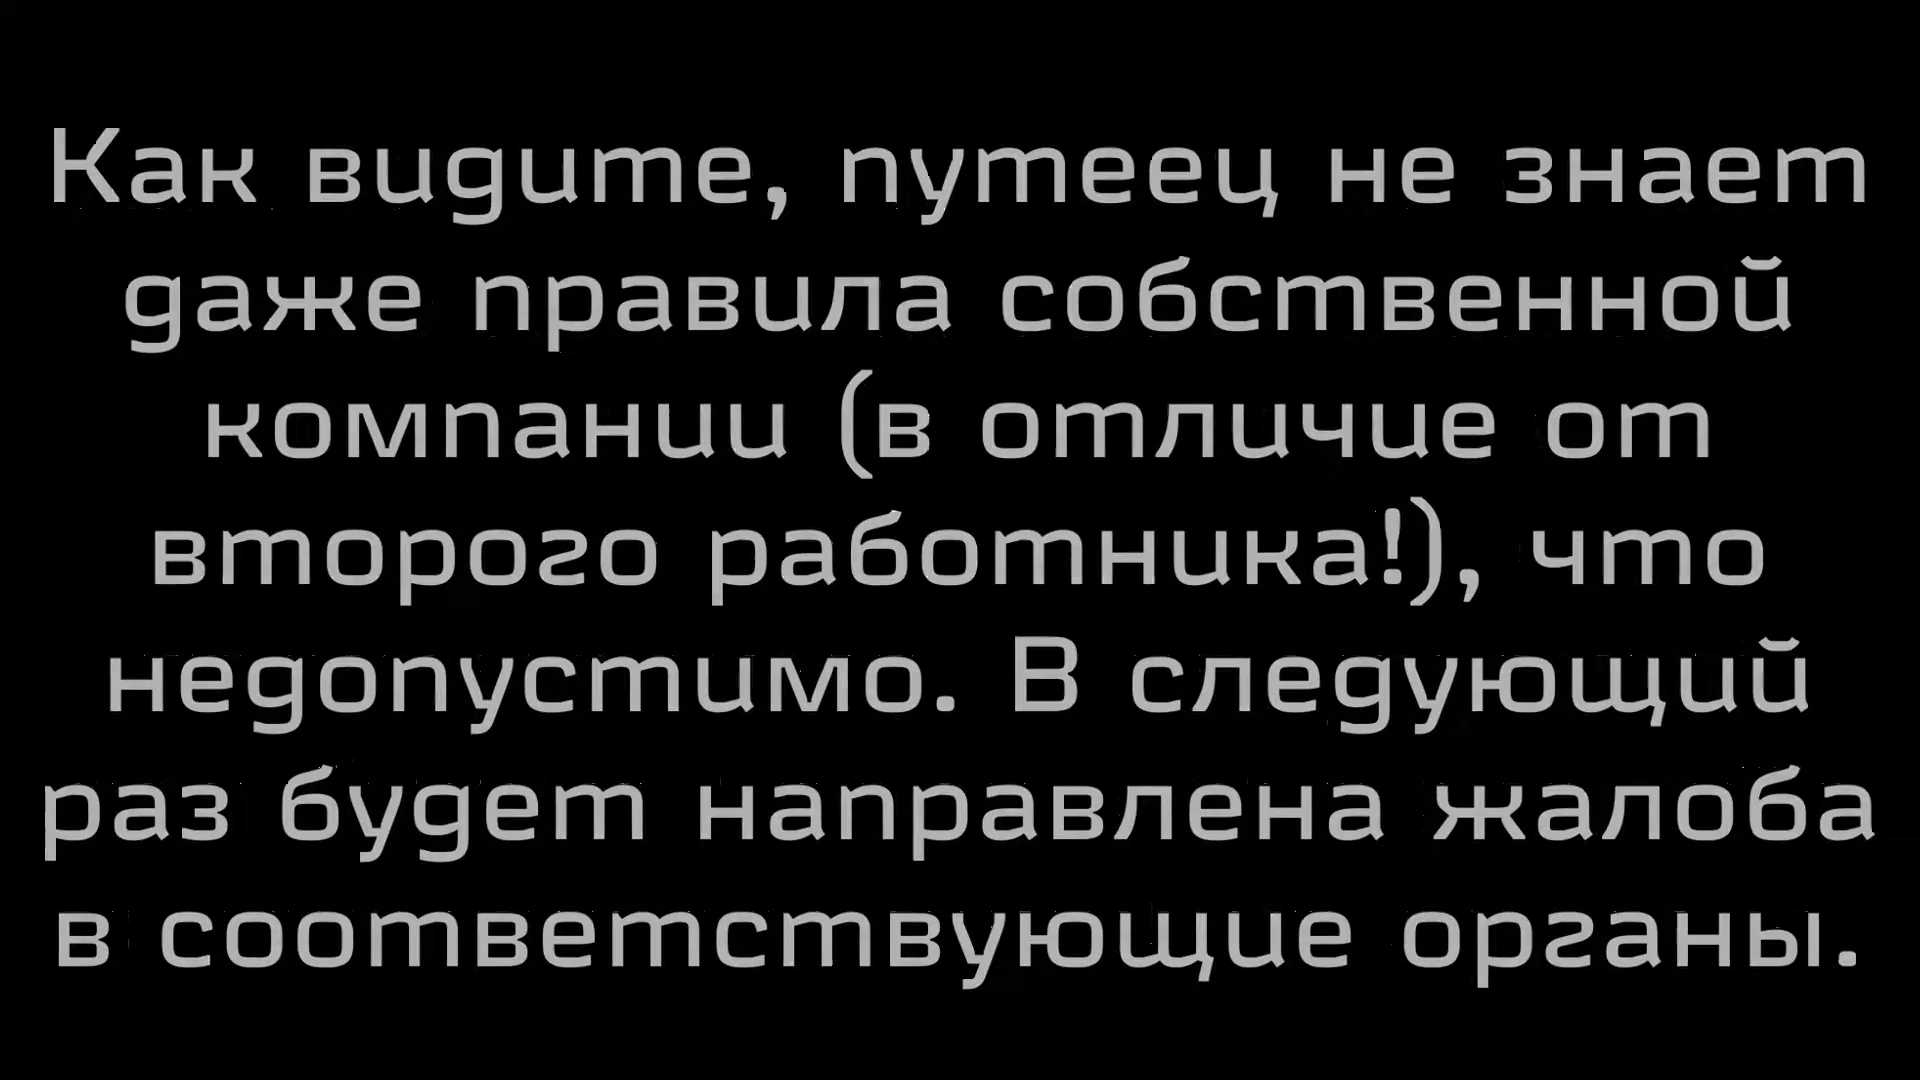 Как видите, путеец не знает
даже правила собственной
компании (в отличие от
второго работника!), что
недопустимо. В следующий
раз будет направлена жалоба
в соответствующие органы.